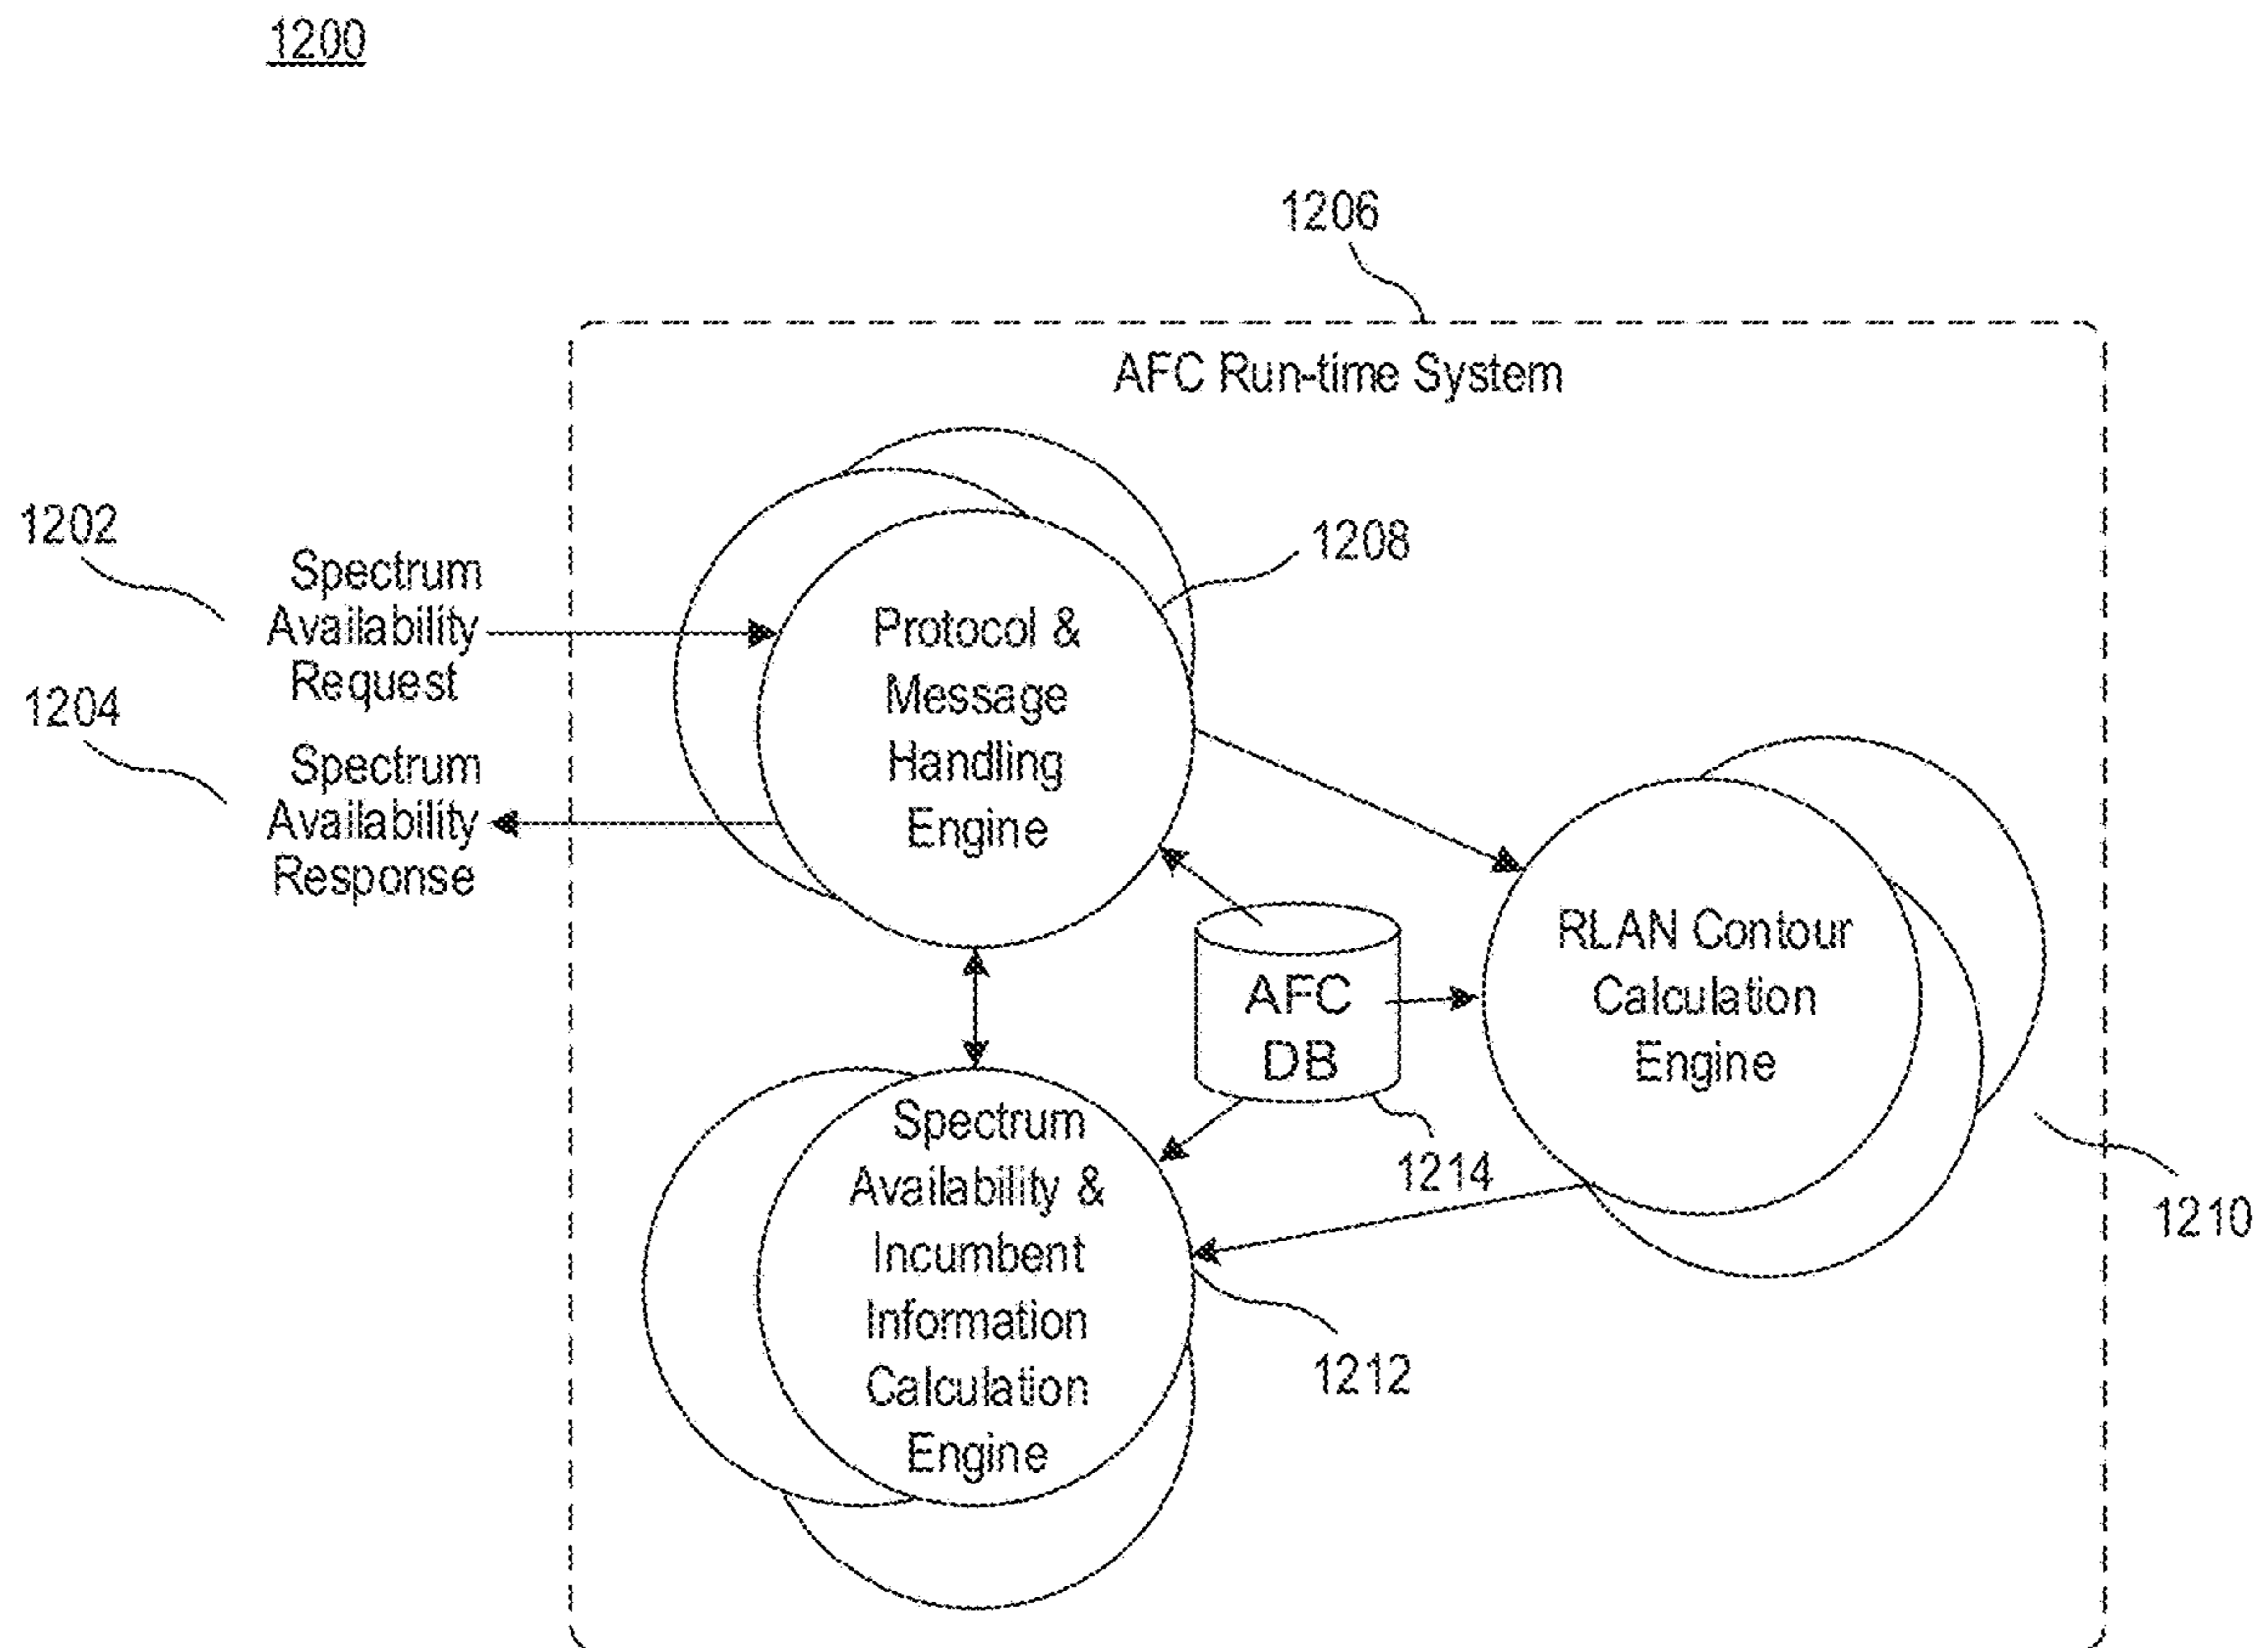 1200
1206
AFC Run-time System
1202
Spectrum
Availability
Request
1204
Spectrum
Availability
Response
1208
Protocol &
Message
Handling
Engine
AFC
DB
1214
RLAN Contour
Calculation
Engine
1210
Spectrum
Availability &
Incumbent
Information
Calculation
Engine
1212